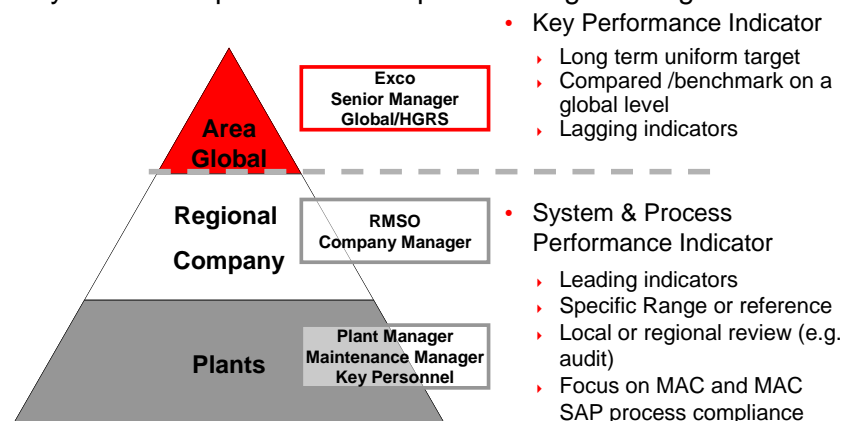 Area
Global
Exco
Senior Manager
Global/HGRS
• Key Performance Indicator
Long term uniform target
Compared /benchmark on a
global level
Lagging indicators
Regional
Company
RMSO
Company Manager
• System & Process
Performance Indicator
Leading indicators
Specific Range or reference
Local or regional review (e.g.
audit)
Focus on MAC and MAC
SAP process compliance
Plants
Plant Manager
Maintenance Manager
Key Personnel